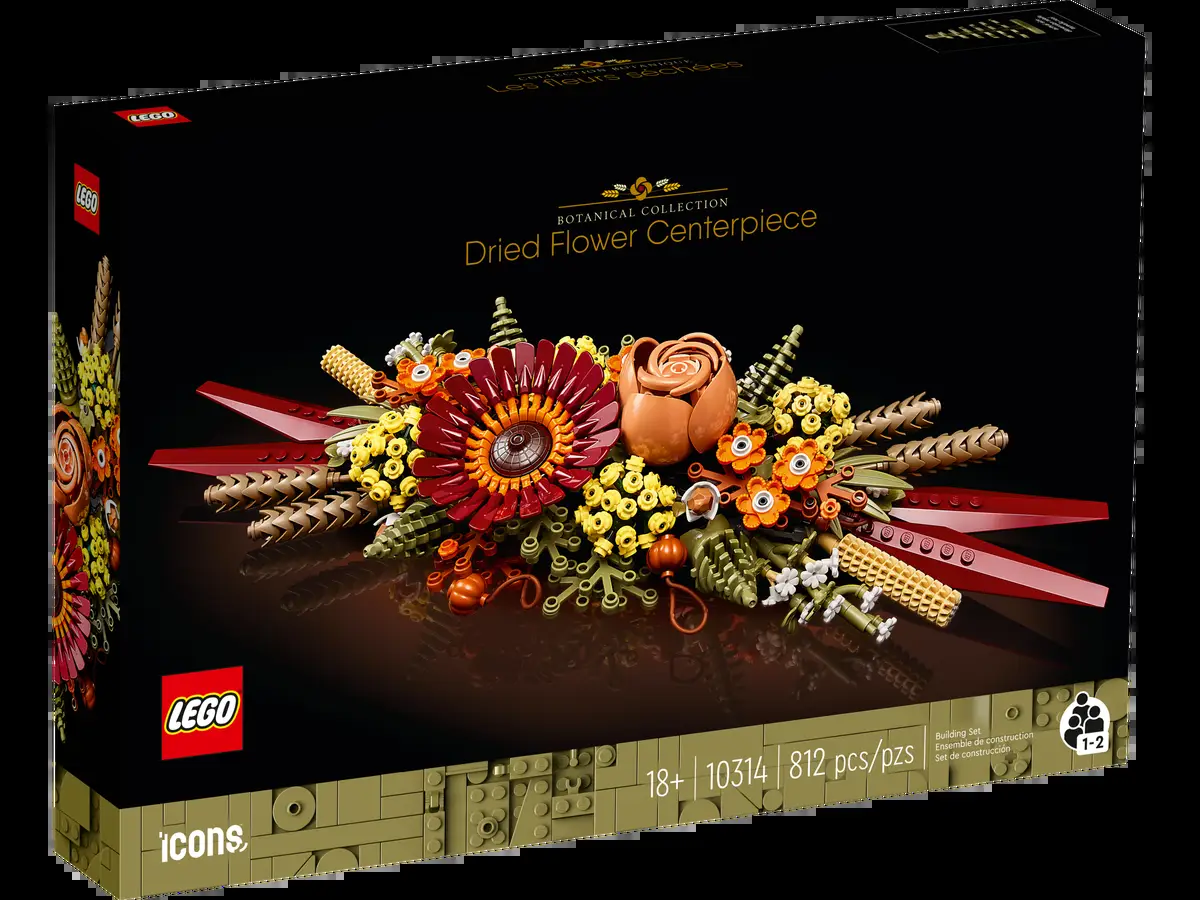 COLLECTION BOTANIQUE
Les fleurs séchées
LEGO
LEGO
BOTANICAL COLLECTION
Dried Flower Centerpiece
LEGO
18+ | 10314 | 812 pcs/pzs
Building Set
Ensemble de construction
Set de construcción
1-2
icons